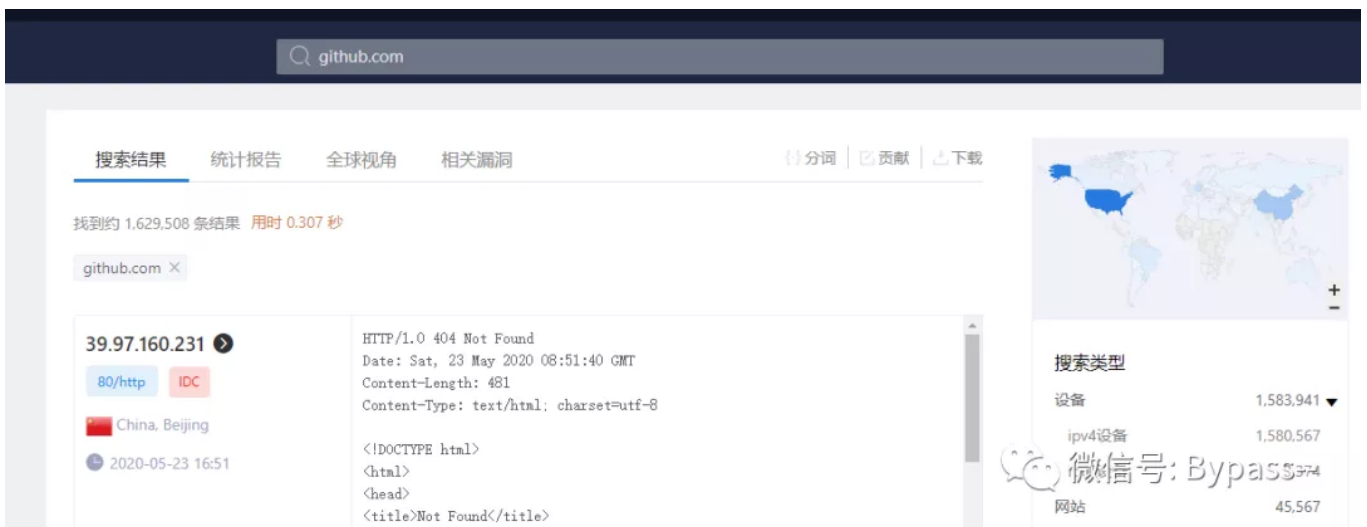 github.com
搜索结果 统计报告 全球视角 相关漏洞 分词 贡献 下载
找到约 1,629,508 条结果 用时 0.307 秒
github.com ×
39.97.160.231
80/http IDC
China, Beijing
2020-05-23 16:51
HTTP/1.0 404 Not Found
Date: Sat, 23 May 2020 08:51:40 GMT
Content-Length: 481
Content-Type: text/html; charset=utf-8
<!DOCTYPE html>
<html>
<head>
<title>Not Found</title>
+
−
搜索类型
设备 1,583,941
ipv4设备 1,580,567
微信号: Bypass
网站 45,567